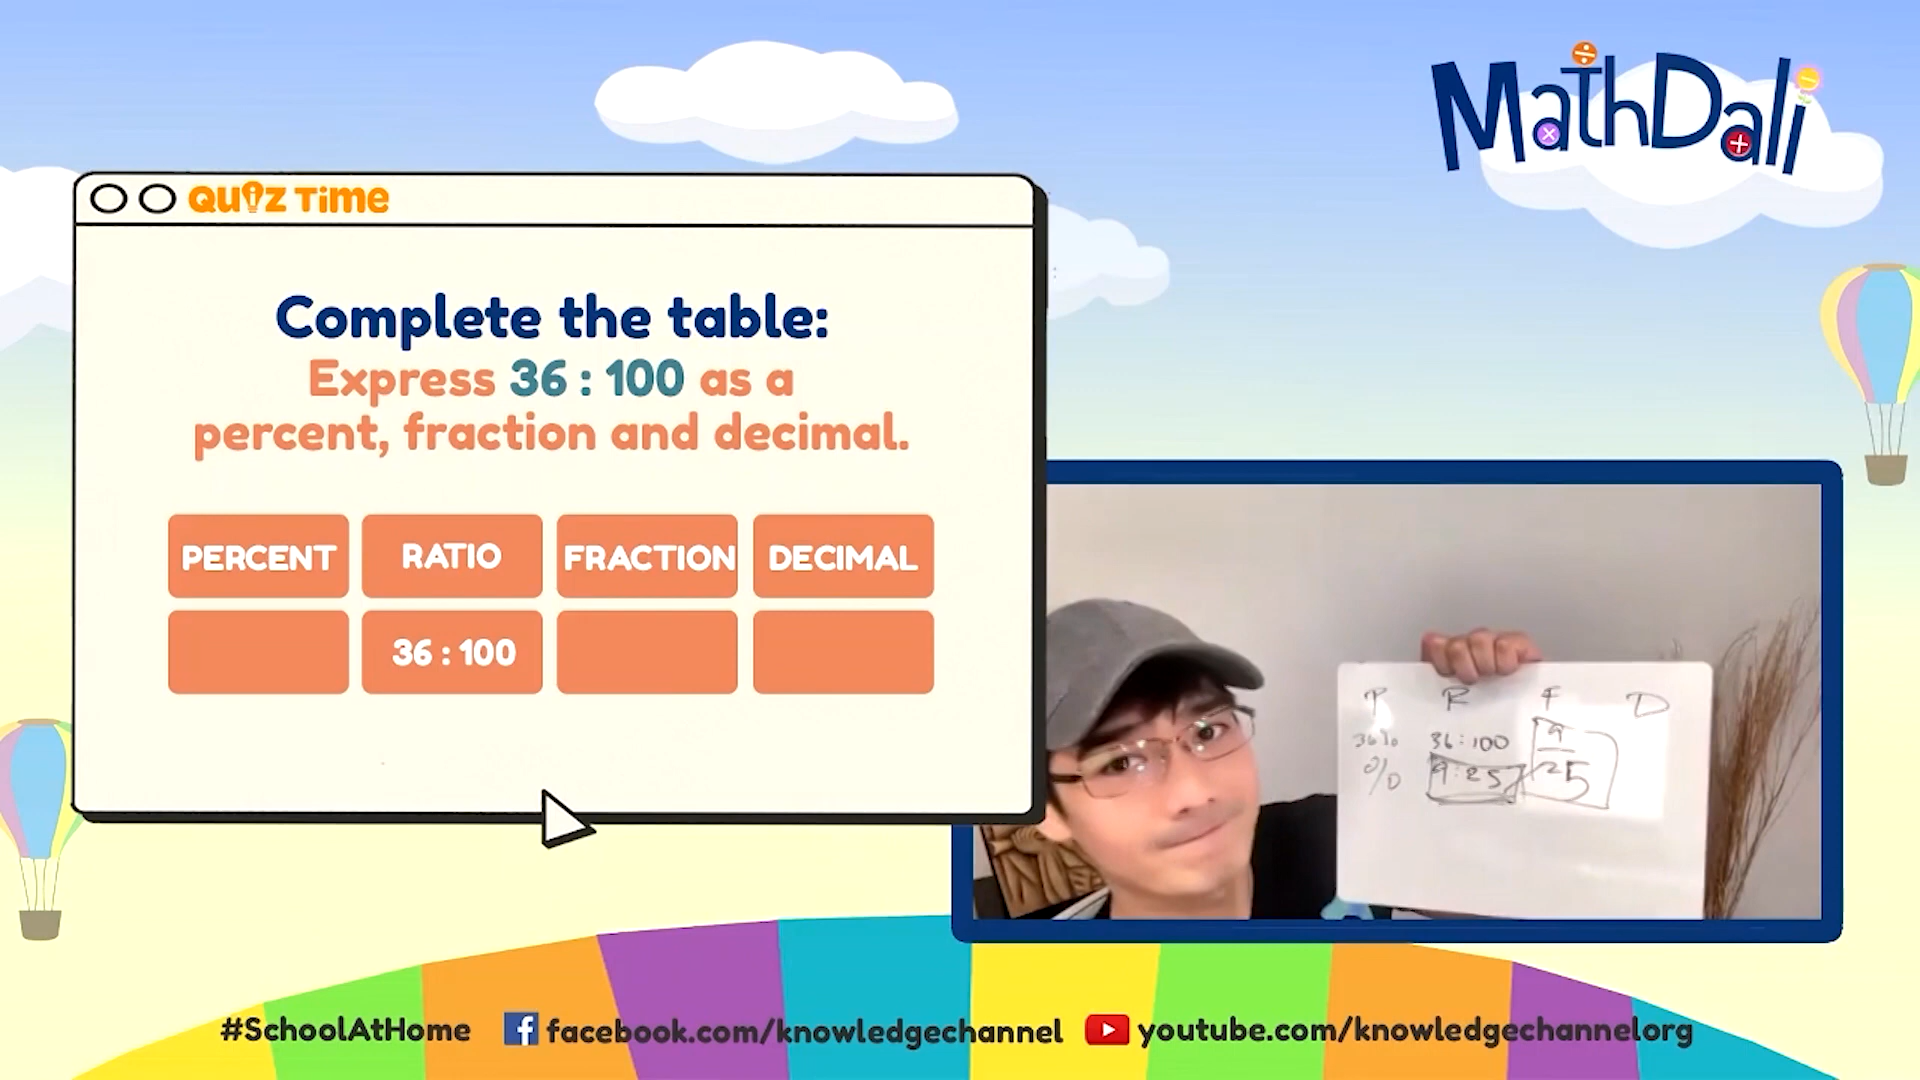 MathDali
QUIZ TIME
Complete the table:
Express 36 : 100 as a
percent, fraction and decimal.
PERCENT RATIO FRACTION DECIMAL
36 : 100
P R F D
36% 36:100 9
% 9:25 25
#SchoolAtHome facebook.com/knowledgechannel youtube.com/knowledgechannelorg